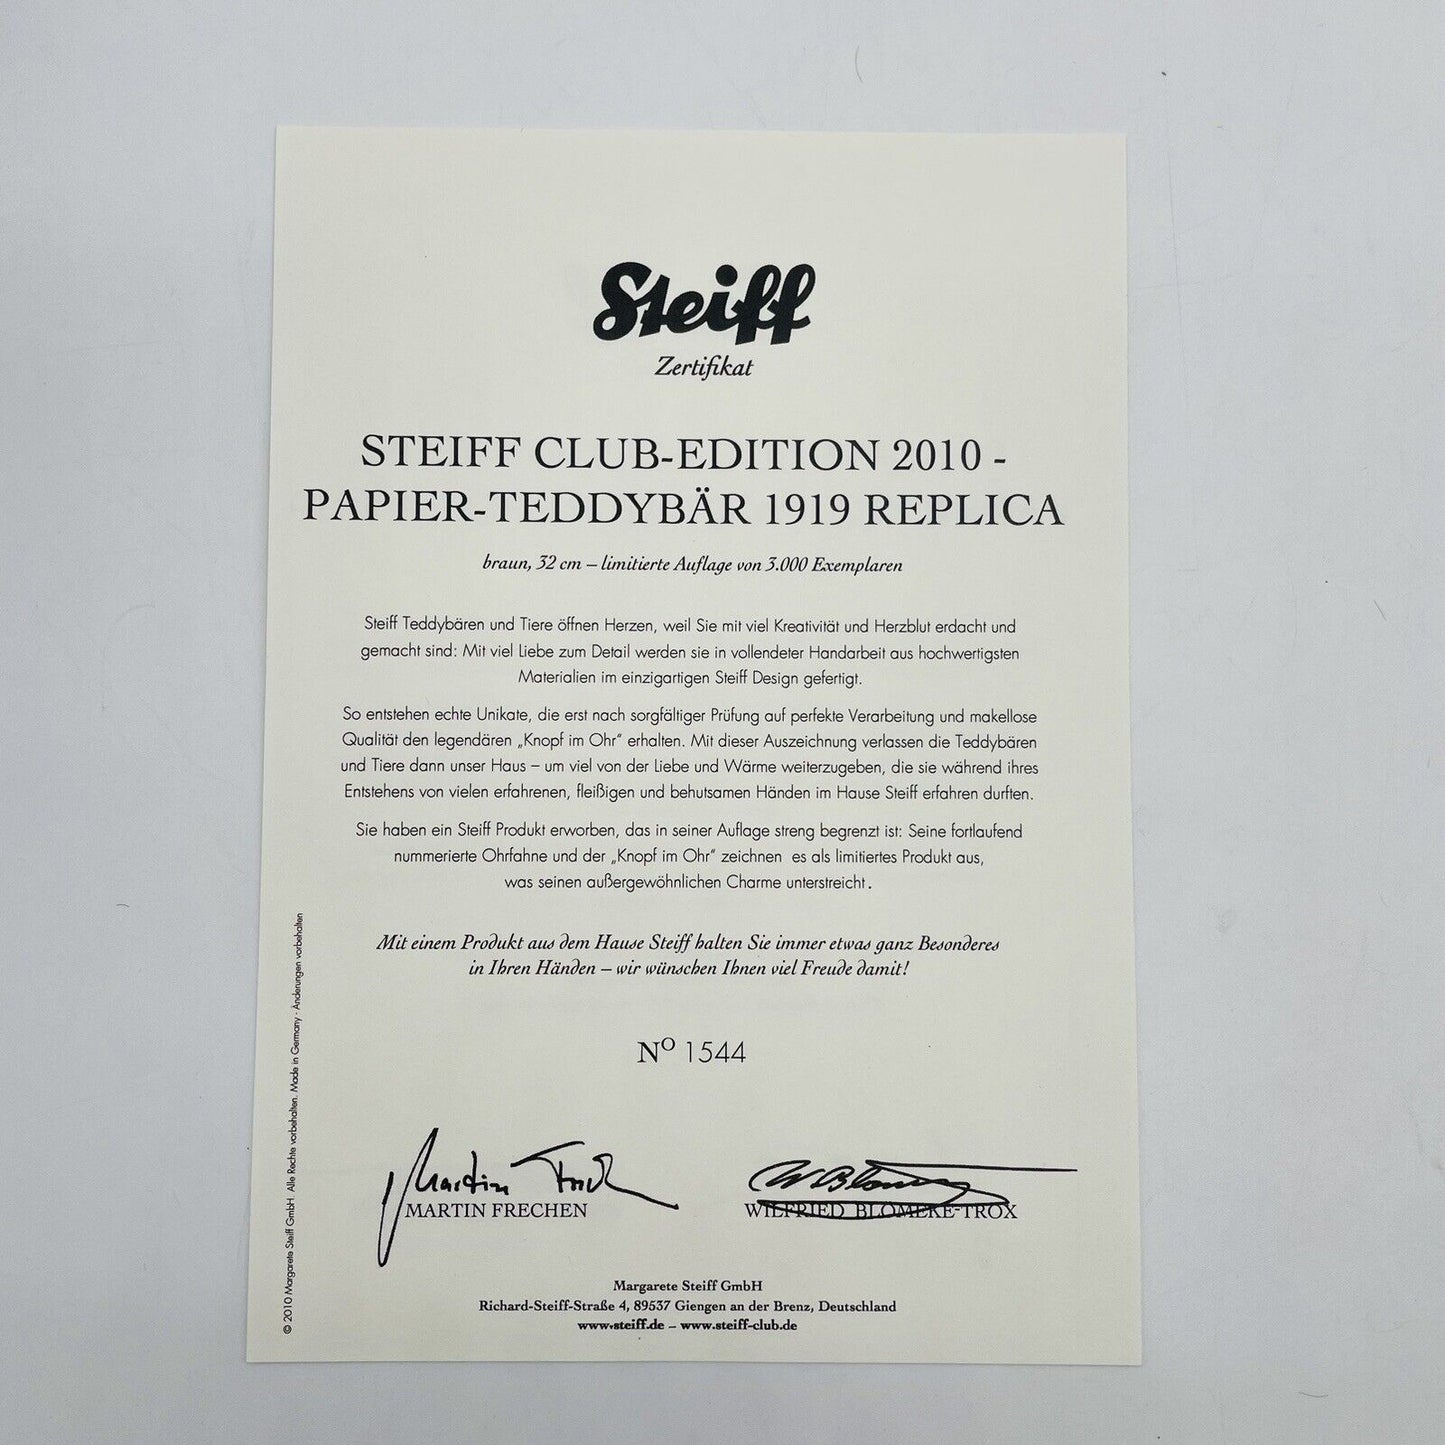 Steiff
Zertifikat
STEIFF CLUB-EDITION 2010 -
PAPIER-TEDDYBÄR 1919 REPLICA
braun, 32 cm – limitierte Auflage von 3.000 Exemplaren
Steiff Teddybären und Tiere öffnen Herzen, weil Sie mit viel Kreativität und Herzblut erdacht und
gemacht sind: Mit viel Liebe zum Detail werden sie in vollendeter Handarbeit aus hochwertigsten
Materialien im einzigartigen Steiff Design gefertigt.
So entstehen echte Unikate, die erst nach sorgfältiger Prüfung auf perfekte Verarbeitung und makellose
Qualität den legendären „Knopf im Ohr“ erhalten. Mit dieser Auszeichnung verlassen die Teddybären
und Tiere dann unser Haus – um viel von der Liebe und Wärme weiterzugeben, die sie während ihres
Entstehens von vielen erfahrenen, fleißigen und behutsamen Händen im Hause Steiff erfahren durften.
Sie haben ein Steiff Produkt erworben, das in seiner Auflage streng begrenzt ist: Seine fortlaufend
nummerierte Ohrfahne und der „Knopf im Ohr“ zeichnen es als limitiertes Produkt aus,
was seinen außergewöhnlichen Charme unterstreicht.
Mit einem Produkt aus dem Hause Steiff halten Sie immer etwas ganz Besonderes
in Ihren Händen – wir wünschen Ihnen viel Freude damit!
Nº 1544
MARTIN FRECHEN
WILFRIED BLÖMEKE-TROX
Margarete Steiff GmbH
Richard-Steiff-Straße 4, 89537 Giengen an der Brenz, Deutschland
www.steiff.de – www.steiff-club.de
© 2010 Margarete Steiff GmbH. Alle Rechte vorbehalten. Made in Germany · Änderungen vorbehalten